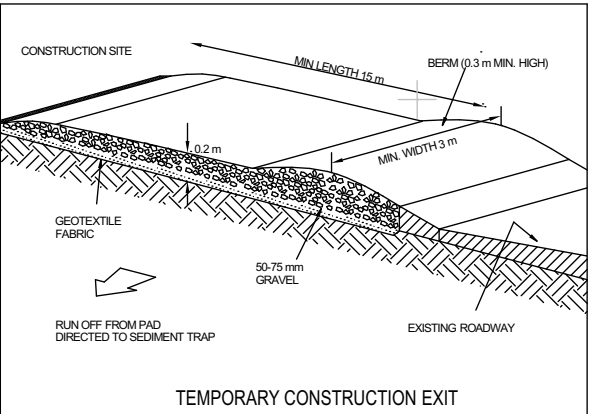 CONSTRUCTION SITE
MIN LENGTH 15 m
BERM (0.3 m MIN. HIGH)
0.2 m
MIN. WIDTH 3 m
GEOTEXTILE
FABRIC
50-75 mm
GRAVEL
RUN OFF FROM PAD
DIRECTED TO SEDIMENT TRAP
EXISTING ROADWAY
TEMPORARY CONSTRUCTION EXIT